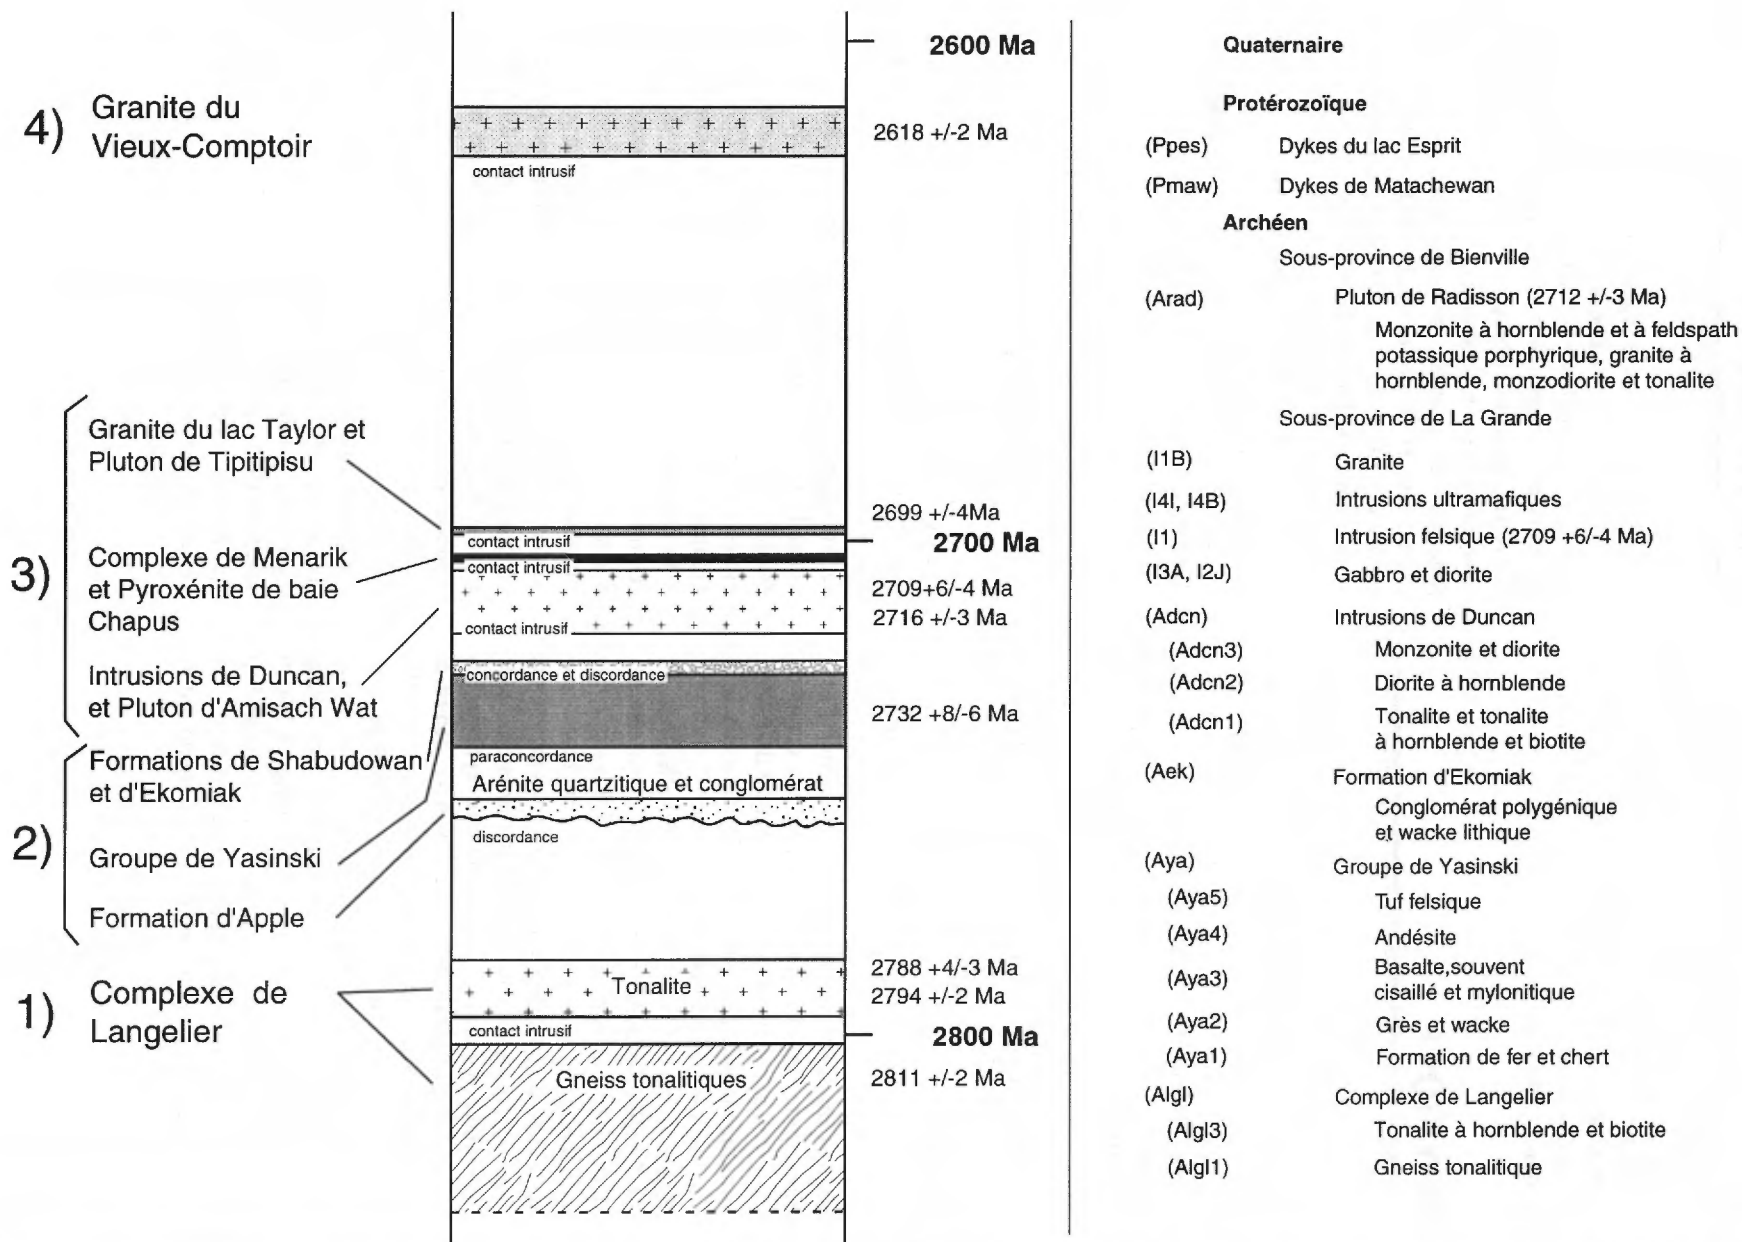 4)
Granite du
Vieux-Comptoir
3)
Granite du lac Taylor et
Pluton de Tipitipisu
Complexe de Menarik
et Pyroxénite de baie
Chapus
Intrusions de Duncan,
et Pluton d'Amisach Wat
2)
Formations de Shabudowan
et d'Ekomiak
Groupe de Yasinski
Formation d'Apple
1)
Complexe de
Langelier
contact intrusif
contact intrusif
contact intrusif
contact intrusif
concordance et discordance
paraconcordance
Arénite quartzitique et conglomérat
discordance
Tonalite
contact intrusif
Gneiss tonalitiques
2600 Ma
2618 +/-2 Ma
2699 +/-4Ma
2700 Ma
2709+6/-4 Ma
2716 +/-3 Ma
2732 +8/-6 Ma
2788 +4/-3 Ma
2794 +/-2 Ma
2800 Ma
2811 +/-2 Ma
Quaternaire
Protérozoïque
(Ppes) Dykes du lac Esprit
(Pmaw) Dykes de Matachewan
Archéen
Sous-province de Bienville
(Arad) Pluton de Radisson (2712 +/-3 Ma)
Monzonite à hornblende et à feldspath
potassique porphyrique, granite à
hornblende, monzodiorite et tonalite
Sous-province de La Grande
(I1B) Granite
(I4I, I4B) Intrusions ultramafiques
(I1) Intrusion felsique (2709 +6/-4 Ma)
(I3A, I2J) Gabbro et diorite
(Adcn) Intrusions de Duncan
(Adcn3) Monzonite et diorite
(Adcn2) Diorite à hornblende
(Adcn1) Tonalite et tonalite
à hornblende et biotite
(Aek) Formation d'Ekomiak
Conglomérat polygénique
et wacke lithique
(Aya) Groupe de Yasinski
(Aya5) Tuf felsique
(Aya4) Andésite
(Aya3) Basalte,souvent
cisaillé et mylonitique
(Aya2) Grès et wacke
(Aya1) Formation de fer et chert
(Algl) Complexe de Langelier
(Algl3) Tonalite à hornblende et biotite
(Algl1) Gneiss tonalitique